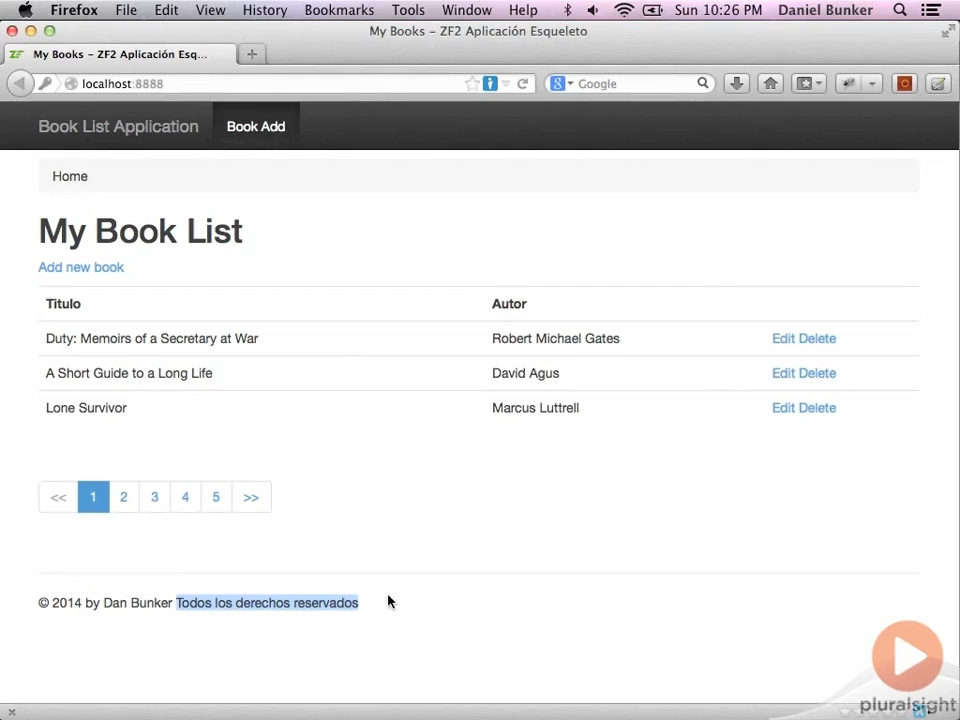 Firefox File Edit View History Bookmarks Tools Window Help Sun 10:26 PM Daniel Bunker
My Books – ZF2 Aplicación Esqueleto
My Books – ZF2 Aplicación Esq... +
localhost:8888 Google
Book List Application Book Add
Home
My Book List
Add new book
Titulo Autor
Duty: Memoirs of a Secretary at War Robert Michael Gates Edit Delete
A Short Guide to a Long Life David Agus Edit Delete
Lone Survivor Marcus Luttrell Edit Delete
<< 1 2 3 4 5 >>
© 2014 by Dan Bunker Todos los derechos reservados
pluralsight